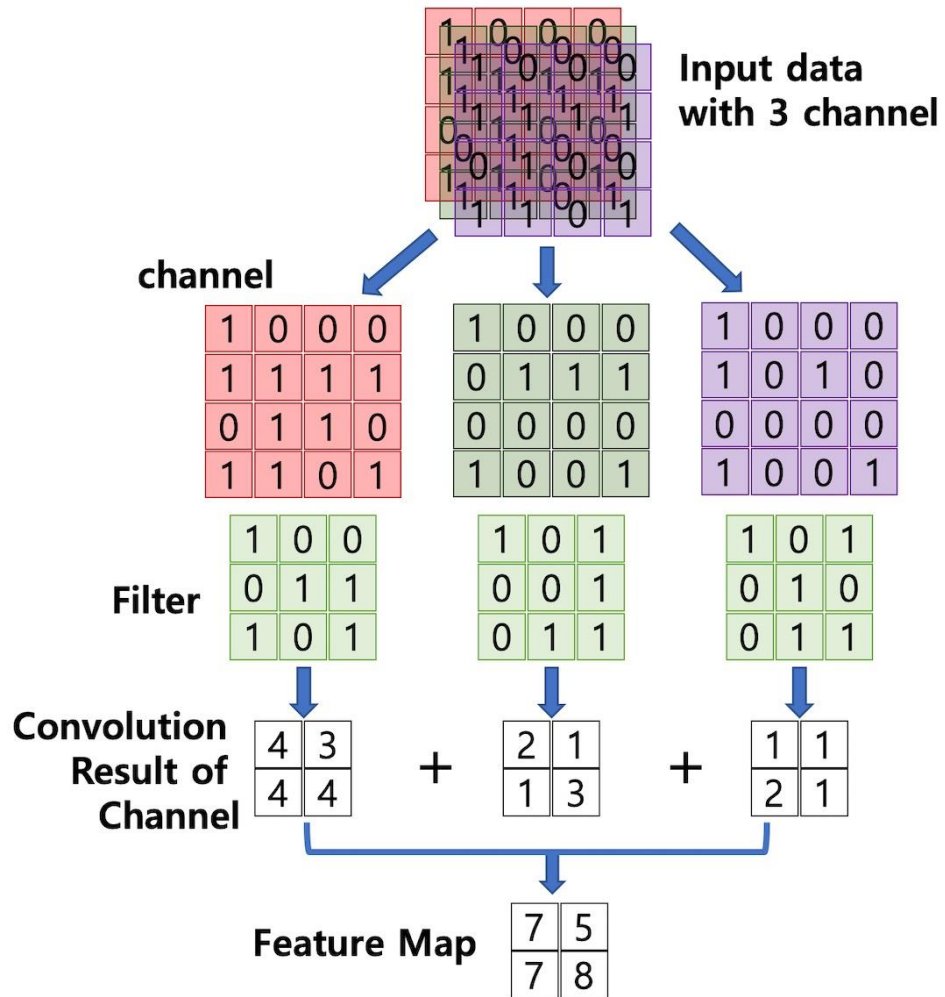 Input data
with 3 channel
channel
1 0 0 0 1 0 0 0 1 0 0 0
1 1 1 1 0 1 1 1 1 0 1 0
0 1 1 0 0 0 0 0 0 0 0 0
1 1 0 1 1 0 0 1 1 0 0 1
Filter
1 0 0 1 0 1 1 0 1
0 1 1 0 0 1 0 1 0
1 0 1 0 1 1 0 1 1
Convolution
Result of
Channel
4 3 + 2 1 + 1 1
4 4 1 3 2 1
Feature Map
7 5
7 8